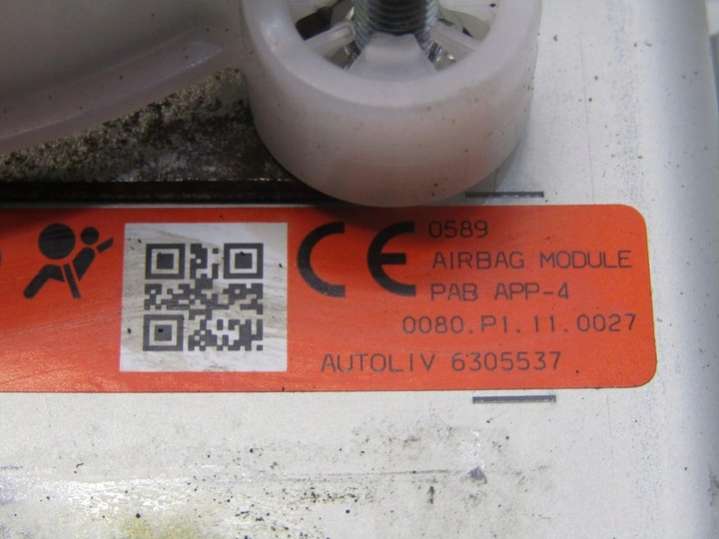 CE 0589
AIRBAG MODULE
PAB APP-4
0080.P1.11.0027
AUTOLIV 6305537